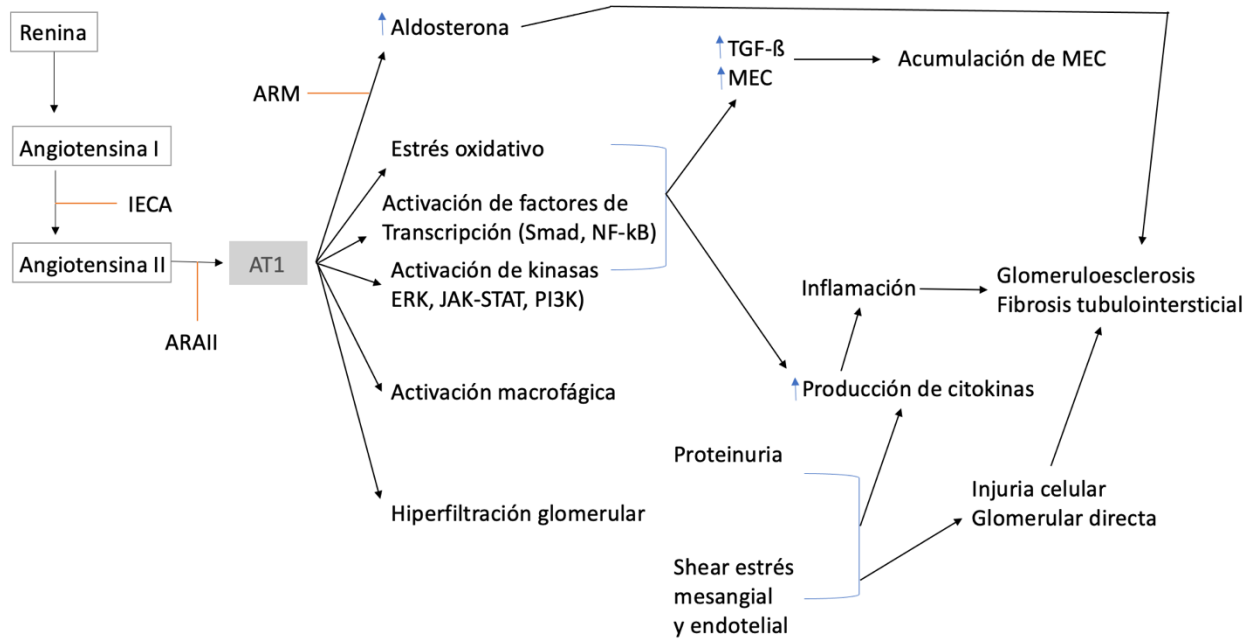 Renina
Angiotensina I
IECA
Angiotensina II
AT1
ARAII
ARM
Aldosterona
Estrés oxidativo
Activación de factores de
Transcripción (Smad, NF-kB)
Activación de kinasas
ERK, JAK-STAT, PI3K)
Activación macrofágica
Hiperfiltración glomerular
TGF-ß
MEC
Acumulación de MEC
Inflamación
Glomeruloesclerosis
Fibrosis tubulointersticial
Producción de citokinas
Proteinuria
Shear estrés
mesangial
y endotelial
Injuria celular
Glomerular directa